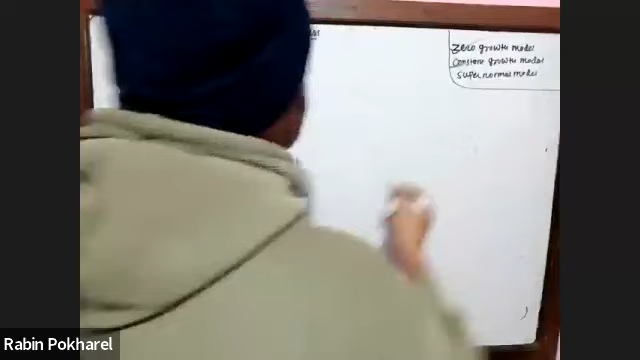 Zero growth model
Constant growth model
Super normal model
Rabin Pokharel